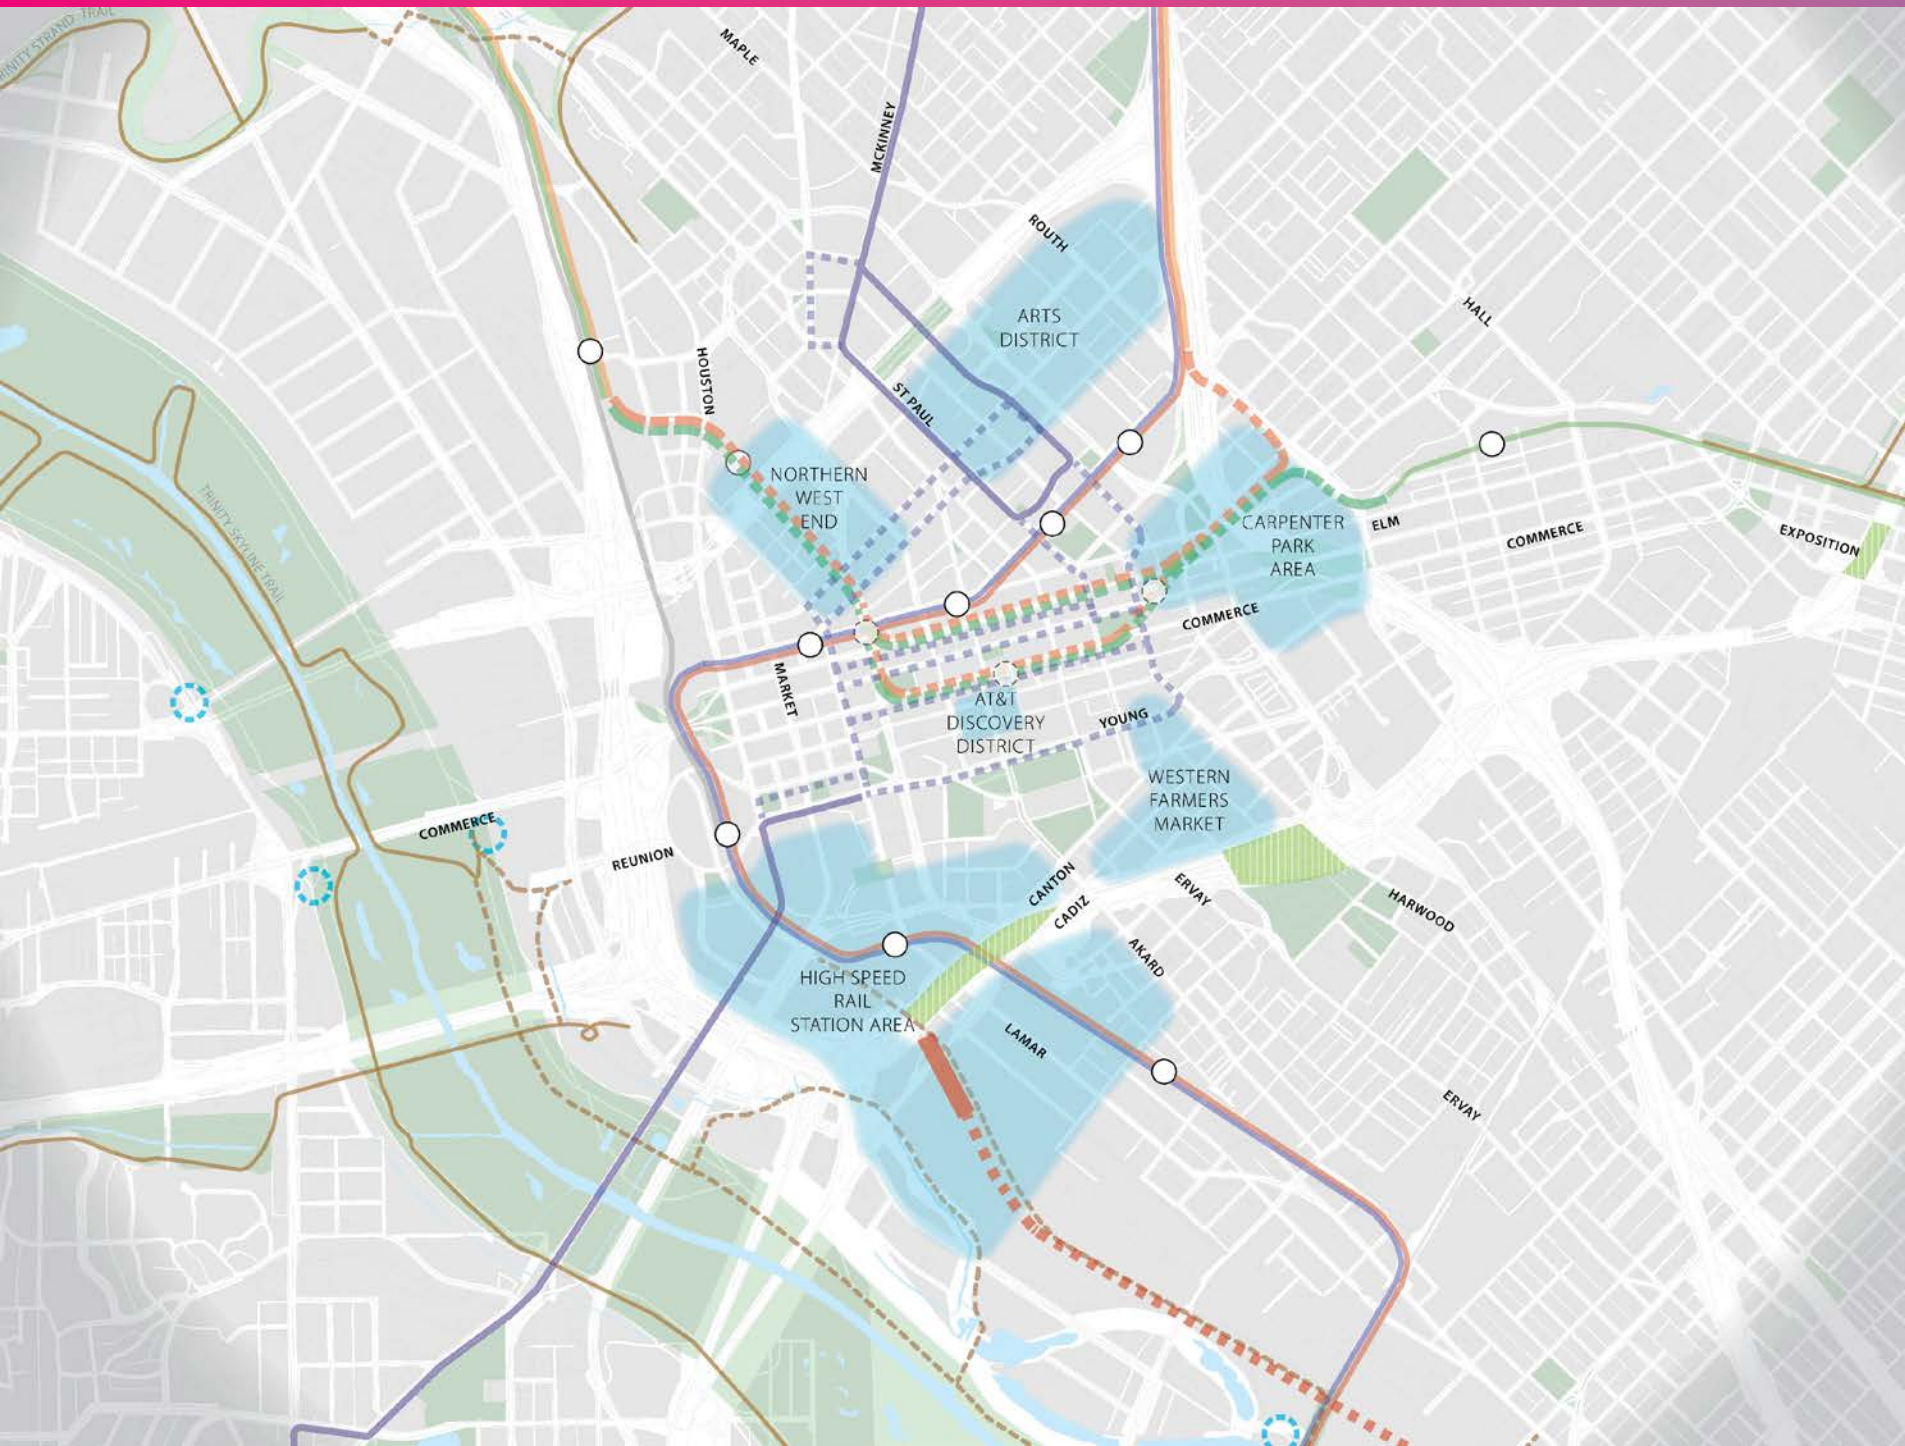 TRINITY STRAND TRAIL
MAPLE
MCKINNEY
ROUTH
ARTS
DISTRICT
HALL
HOUSTON
ST PAUL
NORTHERN
WEST
END
TRINITY SKYLINE TRAIL
CARPENTER
PARK
AREA
ELM
COMMERCE
EXPOSITION
COMMERCE
MARKET
AT&T
DISCOVERY
DISTRICT
YOUNG
WESTERN
FARMERS
MARKET
COMMERCE
REUNION
CANTON
CADIZ
ERVAY
HARWOOD
AKARD
HIGH SPEED
RAIL
STATION AREA
LAMAR
ERVAY